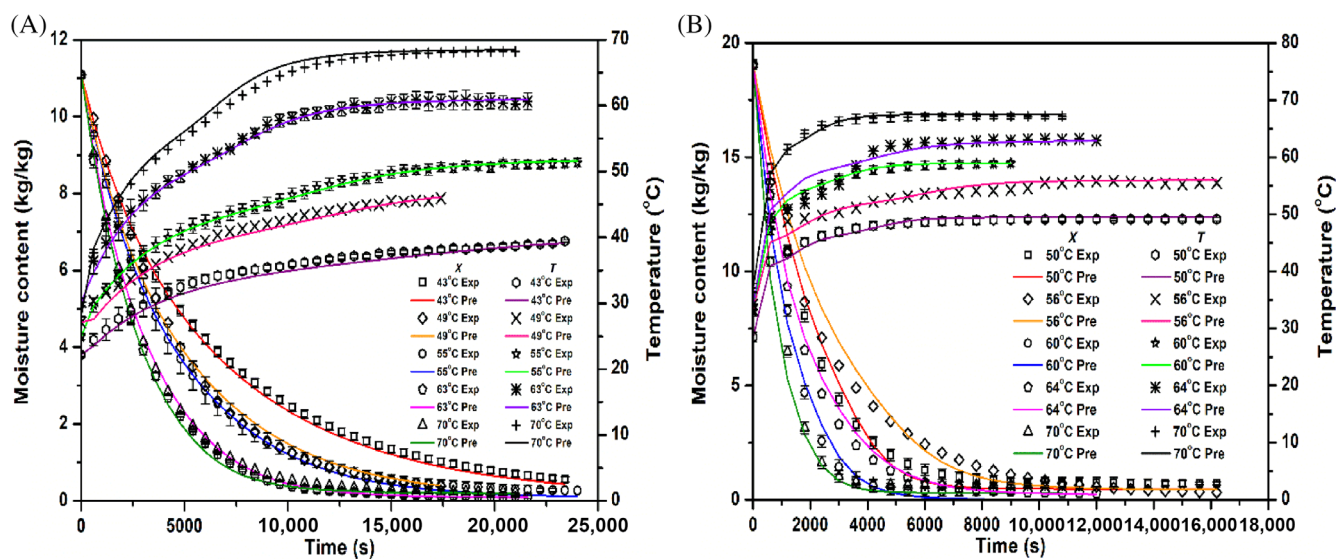 (A)
Moisture content (kg/kg)
12
10
8
6
4
2
0
0 5000 10,000 15,000 20,000 25,000
Time (s)
70
60
50
40
30
20
10
0
Temperature (°C)
X T
43°C Exp 43°C Exp
43°C Pre 43°C Pre
49°C Exp 49°C Exp
49°C Pre 49°C Pre
55°C Exp 55°C Exp
55°C Pre 55°C Pre
63°C Exp 63°C Exp
63°C Pre 63°C Pre
70°C Exp 70°C Exp
70°C Pre 70°C Pre
(B)
Moisture content (kg/kg)
20
15
10
5
0
0 2000 4000 6000 8000 10,000 12,000 14,000 16,000 18,000
Time (s)
80
70
60
50
40
30
20
10
0
Temperature (°C)
X T
50°C Exp 50°C Exp
50°C Pre 50°C Pre
56°C Exp 56°C Exp
56°C Pre 56°C Pre
60°C Exp 60°C Exp
60°C Pre 60°C Pre
64°C Exp 64°C Exp
64°C Pre 64°C Pre
70°C Exp 70°C Exp
70°C Pre 70°C Pre